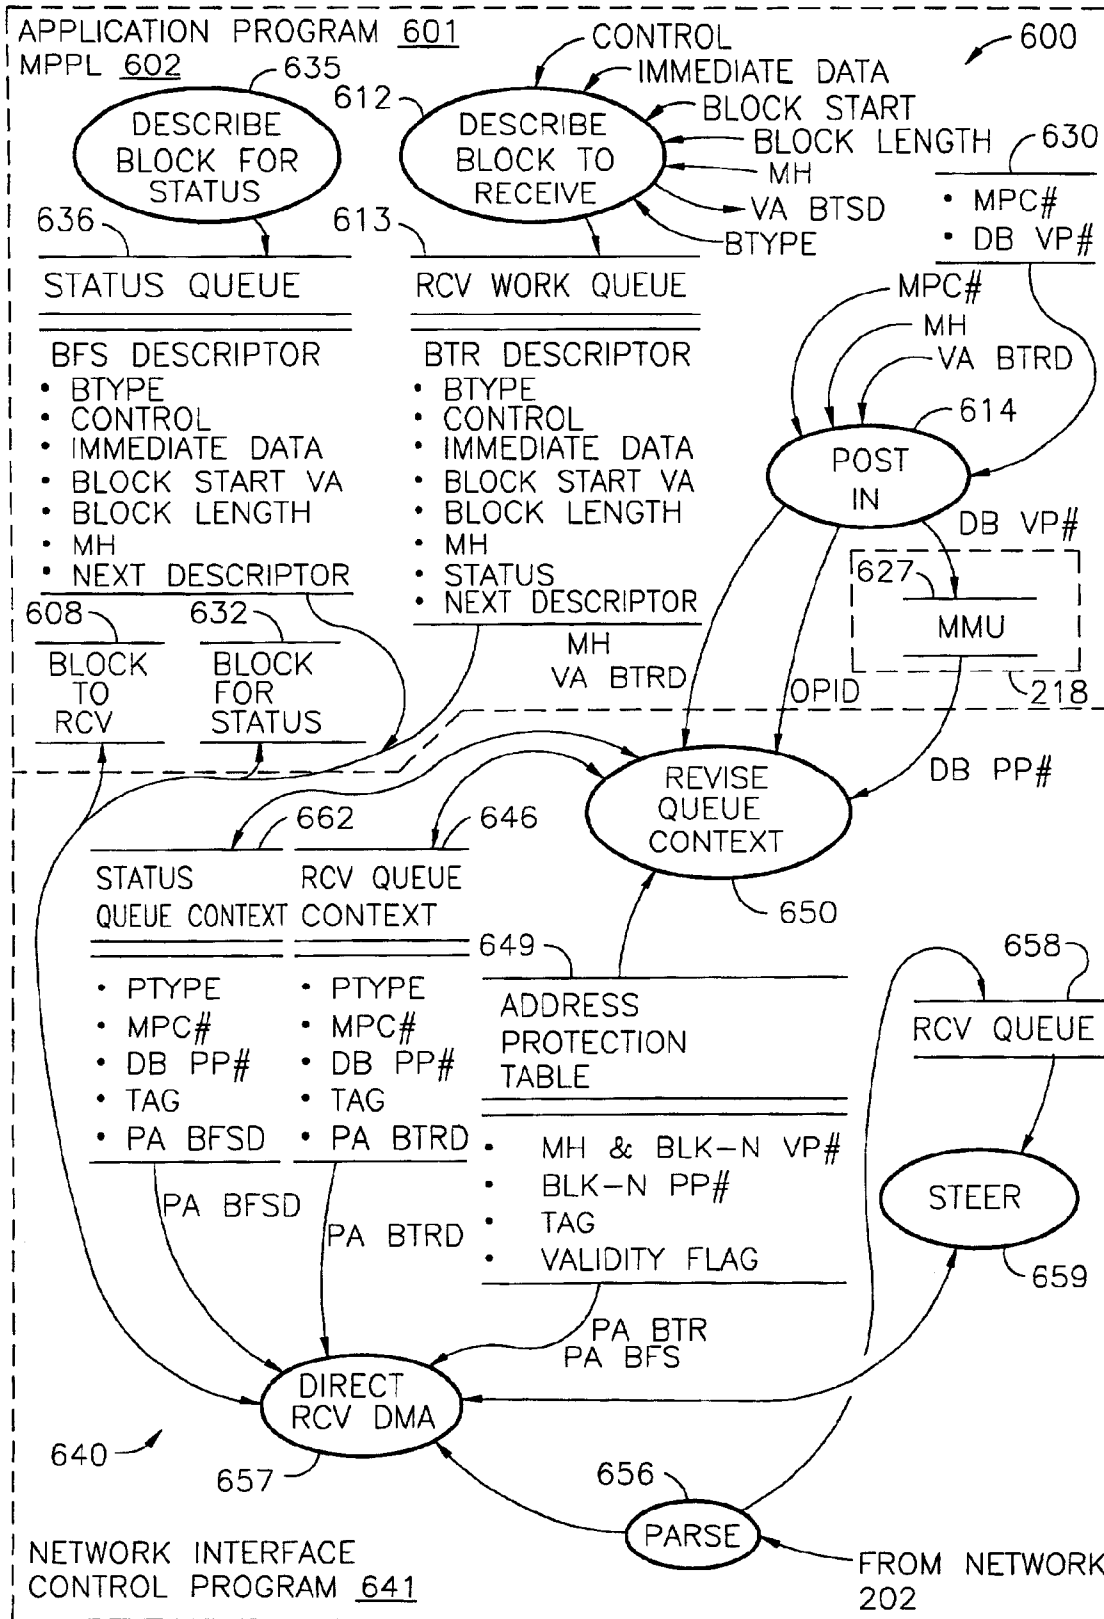 APPLICATION PROGRAM 601
MPPL 602
635
DESCRIBE
BLOCK FOR
STATUS
612
DESCRIBE
BLOCK TO
RECEIVE
CONTROL
IMMEDIATE DATA
BLOCK START
BLOCK LENGTH
MH
VA BTSD
BTYPE
600
630
• MPC#
• DB VP#
636
STATUS QUEUE
BFS DESCRIPTOR
• BTYPE
• CONTROL
• IMMEDIATE DATA
• BLOCK START VA
• BLOCK LENGTH
• MH
• NEXT DESCRIPTOR
613
RCV WORK QUEUE
BTR DESCRIPTOR
• BTYPE
• CONTROL
• IMMEDIATE DATA
• BLOCK START VA
• BLOCK LENGTH
• MH
• STATUS
• NEXT DESCRIPTOR
MPC#
MH
VA BTRD
614
POST
IN
DB VP#
627
MMU
218
608
BLOCK
TO
RCV
632
BLOCK
FOR
STATUS
MH
VA BTRD
OPID
DB PP#
REVISE
QUEUE
CONTEXT
650
662
STATUS
QUEUE CONTEXT
• PTYPE
• MPC#
• DB PP#
• TAG
• PA BFSD
646
RCV QUEUE
CONTEXT
• PTYPE
• MPC#
• DB PP#
• TAG
• PA BTRD
649
ADDRESS
PROTECTION
TABLE
• MH & BLK-N VP#
• BLK-N PP#
• TAG
• VALIDITY FLAG
658
RCV QUEUE
STEER
659
PA BFSD
PA BTRD
PA BTR
PA BFS
DIRECT
RCV DMA
657
640
656
PARSE
FROM NETWORK
202
NETWORK INTERFACE
CONTROL PROGRAM 641